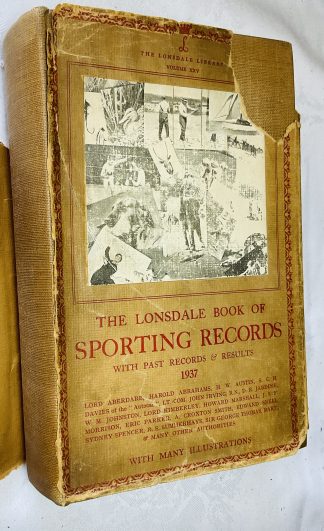 L
THE LONSDALE LIBRARY
VOLUME XXV
THE LONSDALE BOOK OF
SPORTING RECORDS
WITH PAST RECORDS & RESULTS
1937
LORD ABERDARE, HAROLD ABRAHAMS, H. W. AUSTIN, S. C. H.
DAVIES of the "Autocar", LT.-COM. JOHN IRVING, R.N., D. R. JARDINE,
W. M. JOHNSTON, LORD KIMBERLEY, HOWARD MARSHALL, J. V. P.
MORRISON, ERIC PARKER, A. CROXTON SMITH, EDWARD
SYDNEY SPENCER, R. S. SUMMERHAYS, SIR GEORGE THOMAS BART.
& MANY OTHER AUTHORITIES
WITH MANY ILLUSTRATIONS